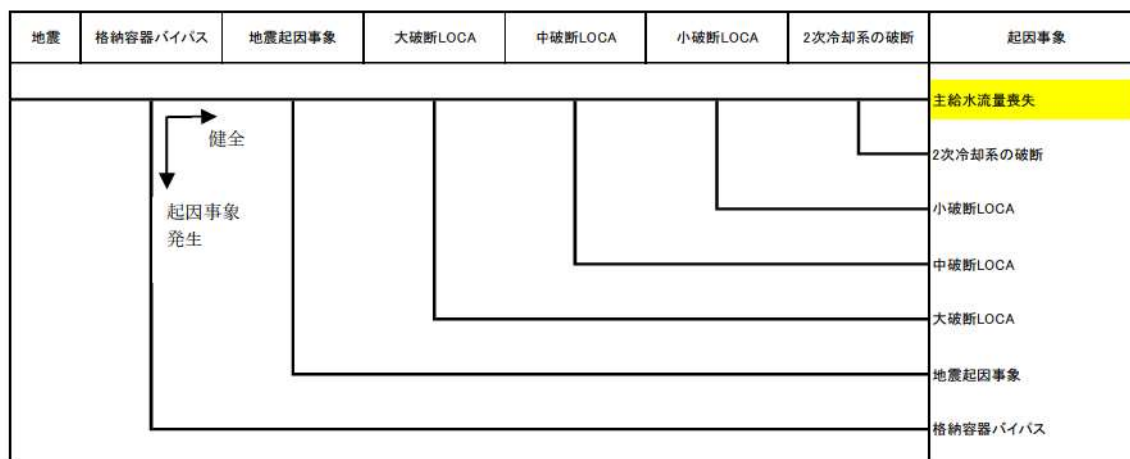 地震 格納容器バイパス 地震起因事象 大破断LOCA 中破断LOCA 小破断LOCA 2次冷却系の破断 起因事象
主給水流量喪失
健全
2次冷却系の破断
起因事象
発生
小破断LOCA
中破断LOCA
大破断LOCA
地震起因事象
格納容器バイパス